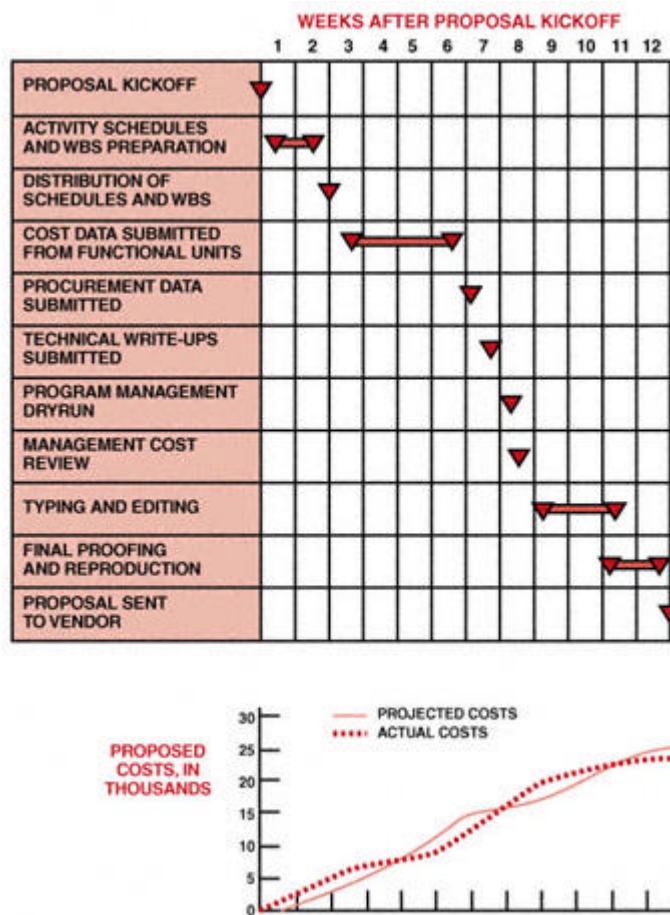 WEEKS AFTER PROPOSAL KICKOFF
1 2 3 4 5 6 7 8 9 10 11 12
PROPOSAL KICKOFF
ACTIVITY SCHEDULES
AND WBS PREPARATION
DISTRIBUTION OF
SCHEDULES AND WBS
COST DATA SUBMITTED
FROM FUNCTIONAL UNITS
PROCUREMENT DATA
SUBMITTED
TECHNICAL WRITE-UPS
SUBMITTED
PROGRAM MANAGEMENT
DRYRUN
MANAGEMENT COST
REVIEW
TYPING AND EDITING
FINAL PROOFING
AND REPRODUCTION
PROPOSAL SENT
TO VENDOR
PROPOSED
COSTS, IN
THOUSANDS
30
25
20
15
10
5
0
PROJECTED COSTS
ACTUAL COSTS